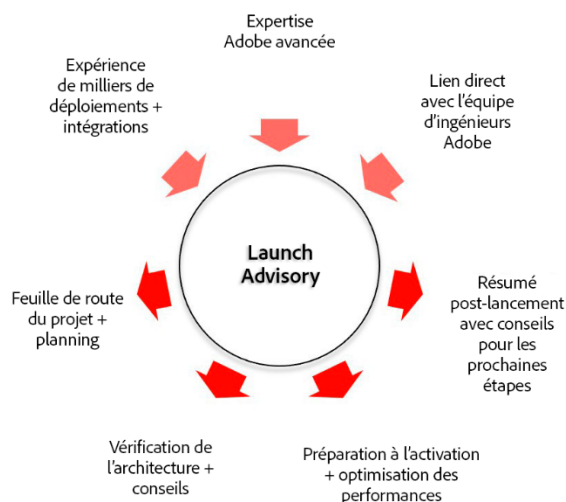 Expertise
Adobe avancée
Expérience
de milliers de
déploiements +
intégrations
Lien direct
avec l'équipe
d'ingénieurs
Adobe
Launch
Advisory
Feuille de route
du projet +
planning
Résumé
post-lancement
avec conseils
pour les
prochaines
étapes
Vérification de
l'architecture +
conseils
Préparation à l'activation
+ optimisation des
performances